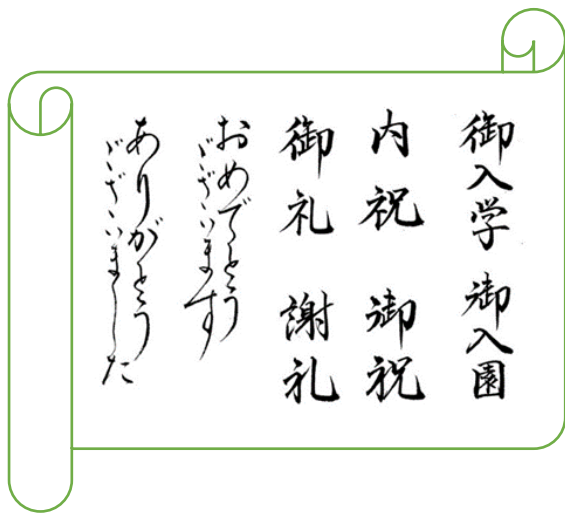 御入学 御入園
内祝 御祝
御礼 謝礼
おめでとう
ございます
ありがとう
ございました